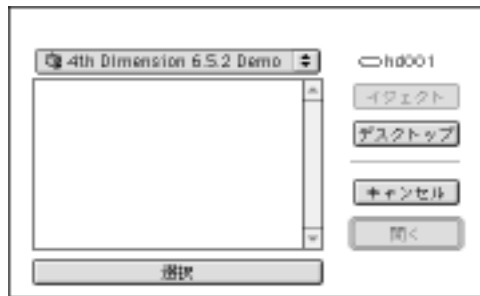 4th Dimension 6.5.2 Demo
hd001
イジェクト
デスクトップ
キャンセル
開く
選択